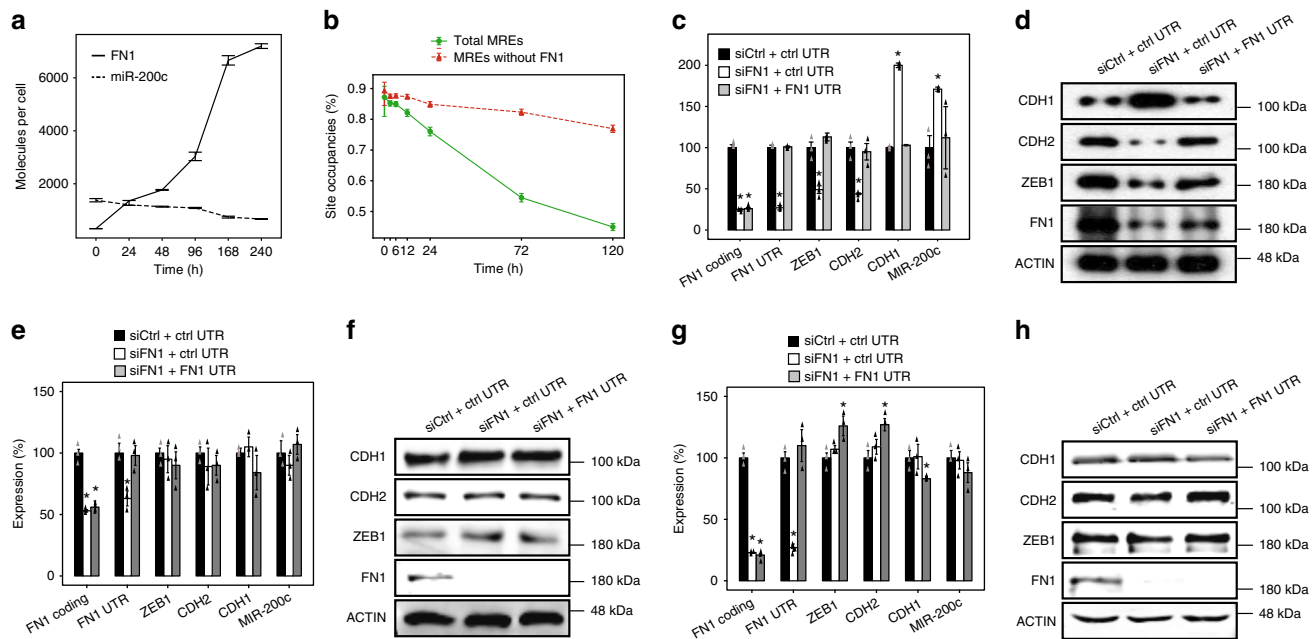 a
FN1
miR-200c
Molecules per cell
6000
4000
2000
0 24 48 96 168 240
Time (h)
b
Total MREs
MREs without FN1
Site occupancies (%)
0.9
0.8
0.7
0.6
0.5
0 6 12 24 72 120
Time (h)
c
siCtrl + ctrl UTR
siFN1 + ctrl UTR
siFN1 + FN1 UTR
200
150
100
50
0
* * * * * * *
FN1 coding FN1 UTR ZEB1 CDH2 CDH1 MIR-200c
d
siCtrl + ctrl UTR siFN1 + ctrl UTR siFN1 + FN1 UTR
CDH1 100 kDa
CDH2 100 kDa
ZEB1 180 kDa
FN1 180 kDa
ACTIN 48 kDa
e
siCtrl + ctrl UTR
siFN1 + ctrl UTR
siFN1 + FN1 UTR
Expression (%)
150
100
50
0
* * *
FN1 coding FN1 UTR ZEB1 CDH2 CDH1 MIR-200c
f
siCtrl + ctrl UTR siFN1 + ctrl UTR siFN1 + FN1 UTR
CDH1 100 kDa
CDH2 100 kDa
ZEB1 180 kDa
FN1 180 kDa
ACTIN 48 kDa
g
siCtrl + ctrl UTR
siFN1 + ctrl UTR
siFN1 + FN1 UTR
Expression (%)
150
100
50
0
* * * * * *
FN1 coding FN1 UTR ZEB1 CDH2 CDH1 MIR-200c
h
siCtrl + ctrl UTR siFN1 + ctrl UTR siFN1 + FN1 UTR
CDH1 100 kDa
CDH2 100 kDa
ZEB1 180 kDa
FN1 180 kDa
ACTIN 48 kDa